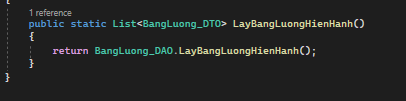 {
1 reference
public static List<BangLuong_DTO> LayBangLuongHienHanh()
{
return BangLuong_DAO.LayBangLuongHienHanh();
}
}